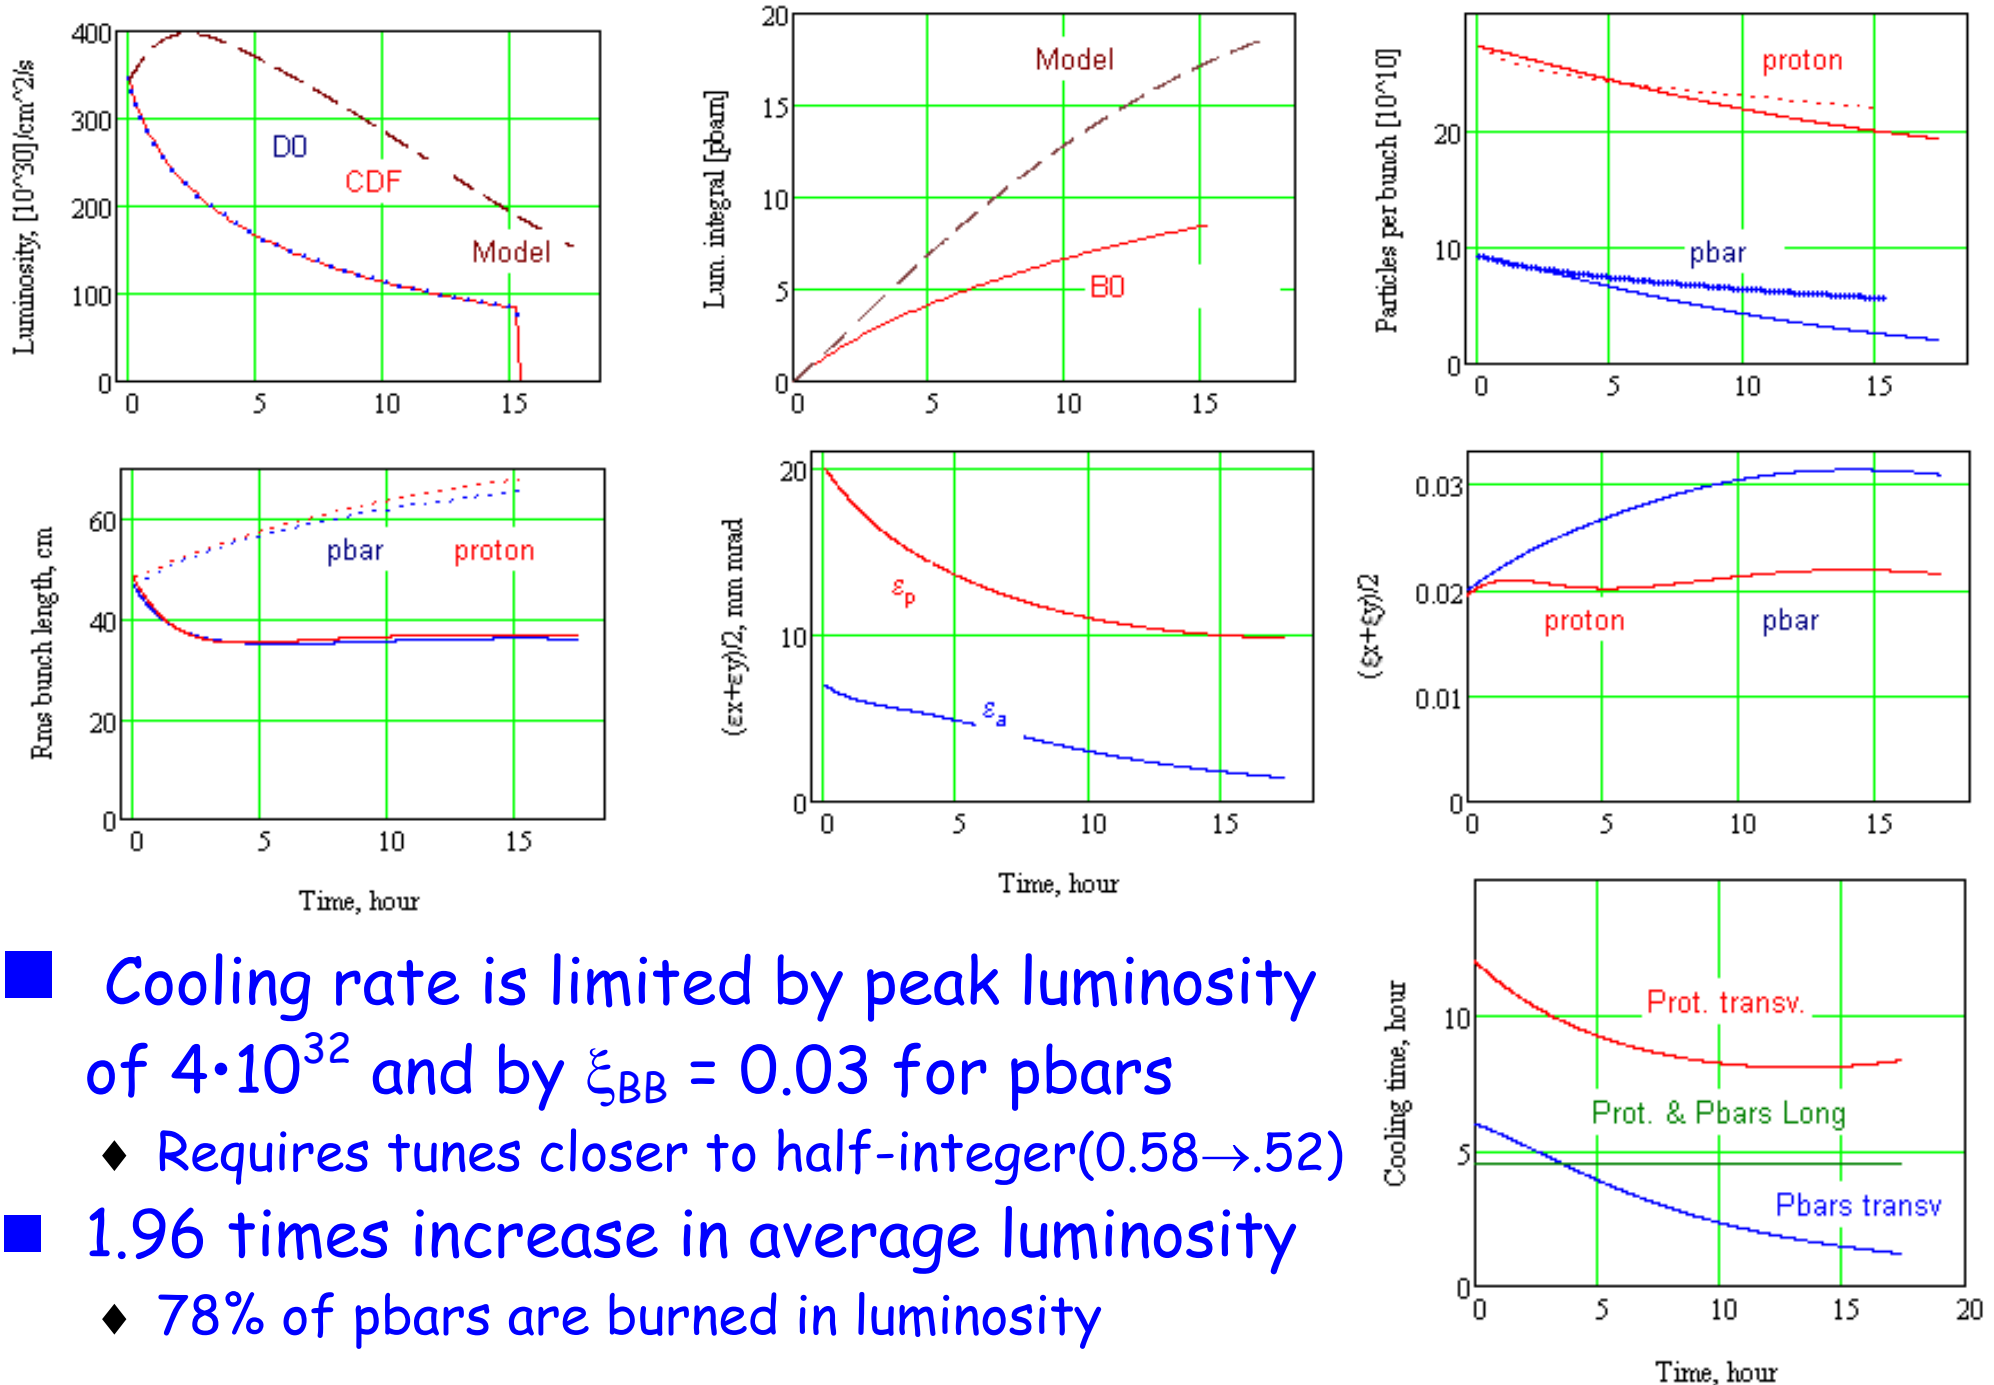 Luminosity, [10^30]/cm^2/s
400
300
200
100
0
0 5 10 15
D0
CDF
Model
Lum. integral [pbarn]
20
15
10
5
0
0 5 10 15
Model
B0
Particles per bunch [10^10]
20
10
0
0 5 10 15
proton
pbar
Rms bunch length, cm
60
40
20
0
0 5 10 15
pbar proton
Time, hour
(εx+εy)/2, mm mrad
20
10
0
0 5 10 15
εp
εa
Time, hour
(ξx+ξy)/2
0.03
0.02
0.01
0
0 5 10 15
proton pbar
Cooling time, hour
10
5
0
0 5 10 15 20
Prot. transv.
Prot. & Pbars Long
Pbars transv
Time, hour
■ Cooling rate is limited by peak luminosity
of 4•10^32 and by ξBB = 0.03 for pbars
♦ Requires tunes closer to half-integer(0.58→.52)
■ 1.96 times increase in average luminosity
♦ 78% of pbars are burned in luminosity